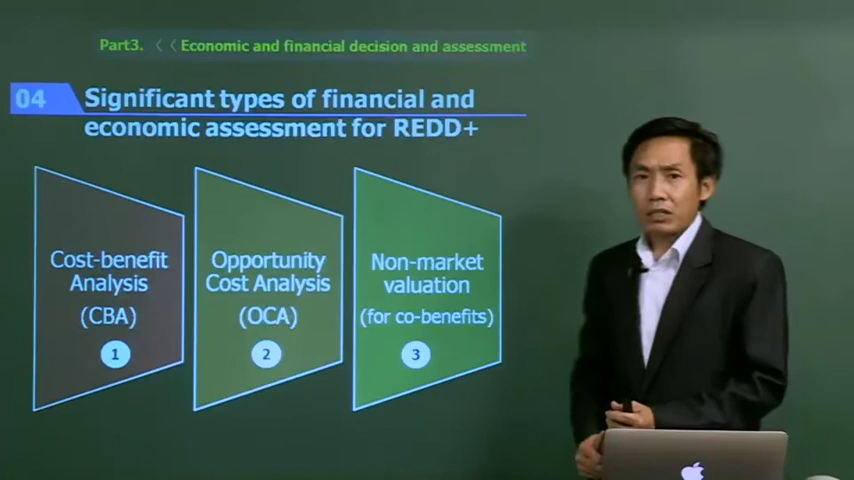 Part3. 〈〈 Economic and financial decision and assessment
04
Significant types of financial and
economic assessment for REDD+
Cost-benefit
Analysis
(CBA)
1
Opportunity
Cost Analysis
(OCA)
2
Non-market
valuation
(for co-benefits)
3